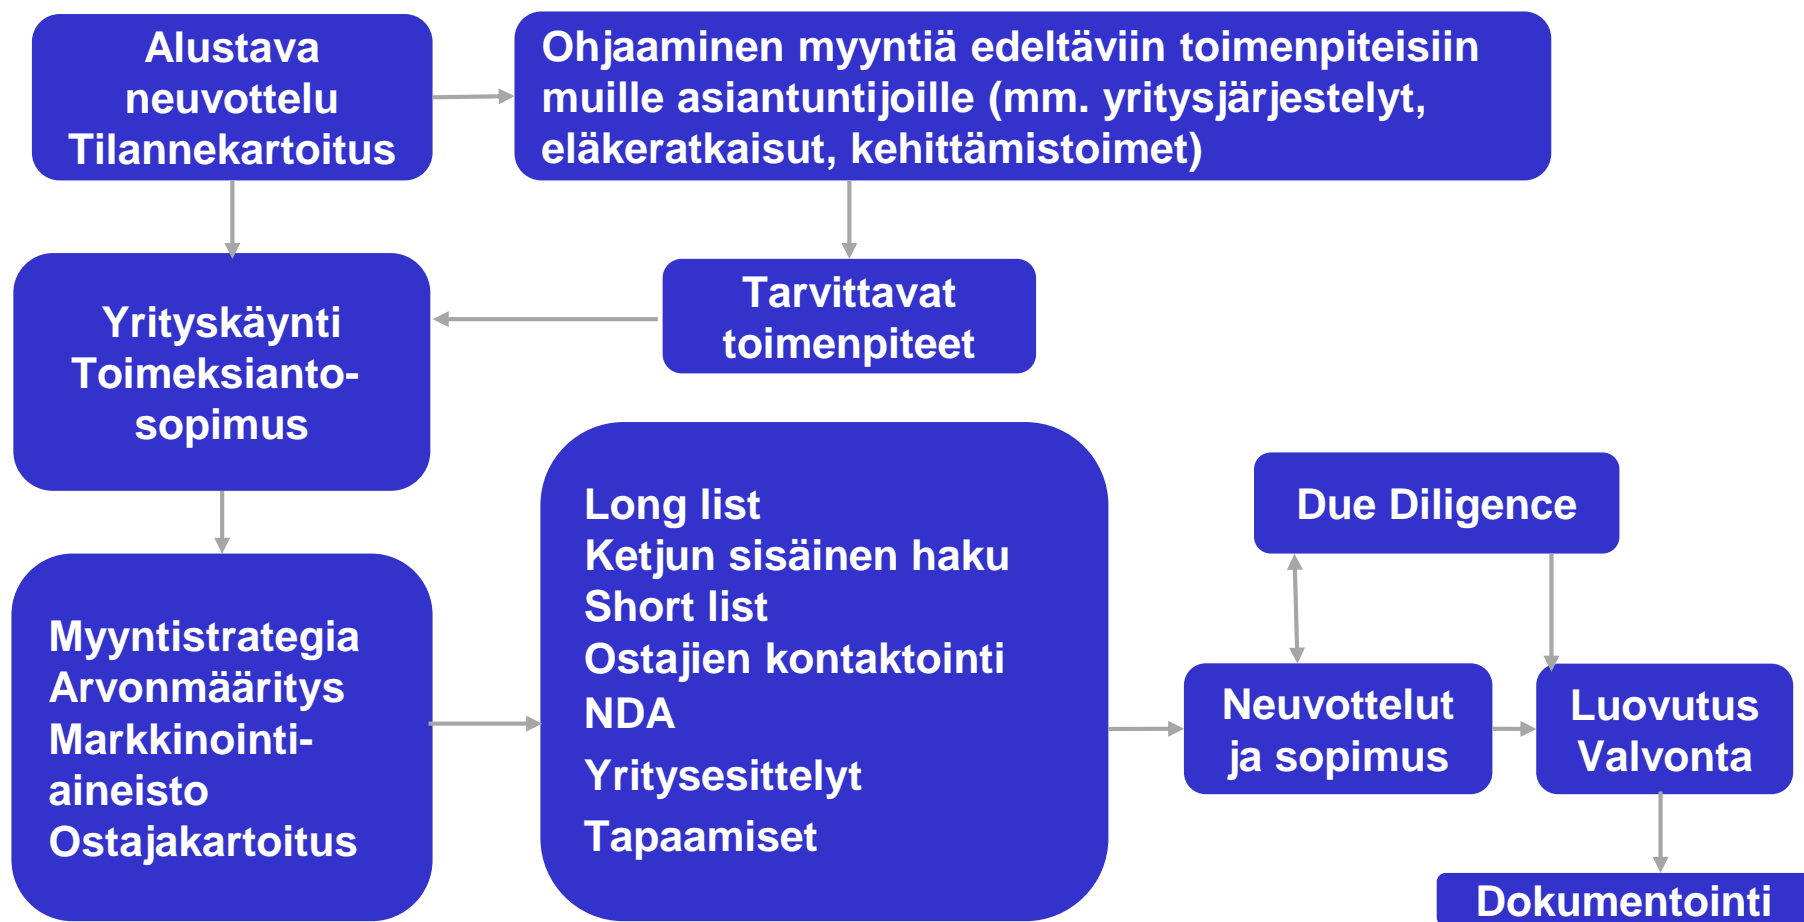 Alustava
neuvottelu
Tilannekartoitus
Ohjaaminen myyntiä edeltäviin toimenpiteisiin
muille asiantuntijoille (mm. yritysjärjestelyt,
eläkeratkaisut, kehittämistoimet)
Yrityskäynti
Toimeksianto-
sopimus
Tarvittavat
toimenpiteet
Myyntistrategia
Arvonmääritys
Markkinointi-
aineisto
Ostajakartoitus
Long list
Ketjun sisäinen haku
Short list
Ostajien kontaktointi
NDA
Yritysesittelyt
Tapaamiset
Due Diligence
Neuvottelut
ja sopimus
Luovutus
Valvonta
Dokumentointi